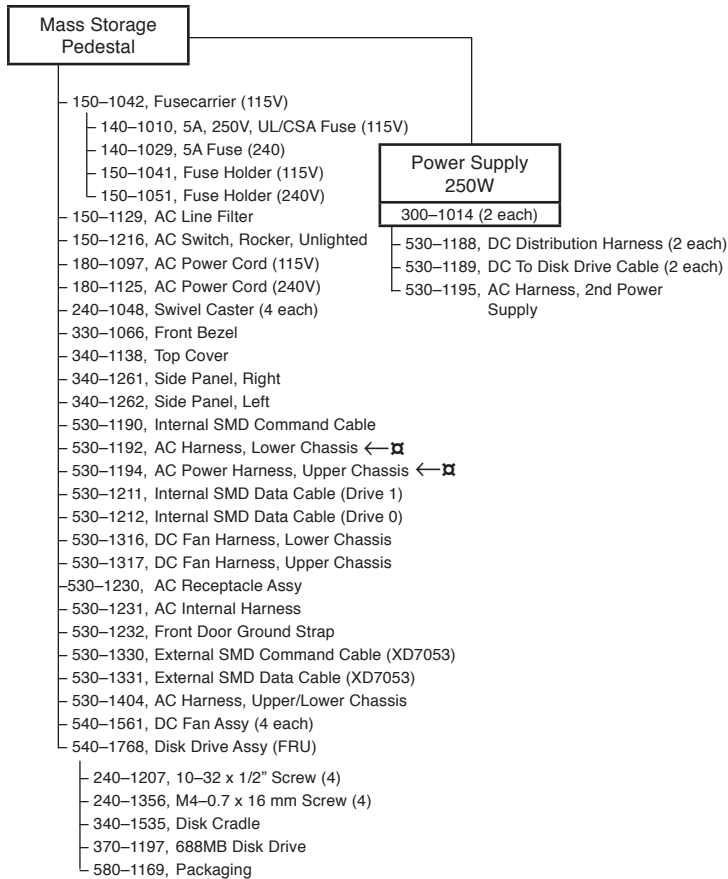 Mass Storage
Pedestal
150–1042, Fusecarrier (115V)
140–1010, 5A, 250V, UL/CSA Fuse (115V)
140–1029, 5A Fuse (240)
150–1041, Fuse Holder (115V)
150–1051, Fuse Holder (240V)
150–1129, AC Line Filter
150–1216, AC Switch, Rocker, Unlighted
180–1097, AC Power Cord (115V)
180–1125, AC Power Cord (240V)
240–1048, Swivel Caster (4 each)
330–1066, Front Bezel
340–1138, Top Cover
340–1261, Side Panel, Right
340–1262, Side Panel, Left
530–1190, Internal SMD Command Cable
530–1192, AC Harness, Lower Chassis ←¤
530–1194, AC Power Harness, Upper Chassis ←¤
530–1211, Internal SMD Data Cable (Drive 1)
530–1212, Internal SMD Data Cable (Drive 0)
530–1316, DC Fan Harness, Lower Chassis
530–1317, DC Fan Harness, Upper Chassis
530–1230, AC Receptacle Assy
530–1231, AC Internal Harness
530–1232, Front Door Ground Strap
530–1330, External SMD Command Cable (XD7053)
530–1331, External SMD Data Cable (XD7053)
530–1404, AC Harness, Upper/Lower Chassis
540–1561, DC Fan Assy (4 each)
540–1768, Disk Drive Assy (FRU)
240–1207, 10–32 x 1/2” Screw (4)
240–1356, M4–0.7 x 16 mm Screw (4)
340–1535, Disk Cradle
370–1197, 688MB Disk Drive
580–1169, Packaging
Power Supply
250W
300–1014 (2 each)
530–1188, DC Distribution Harness (2 each)
530–1189, DC To Disk Drive Cable (2 each)
530–1195, AC Harness, 2nd Power
Supply